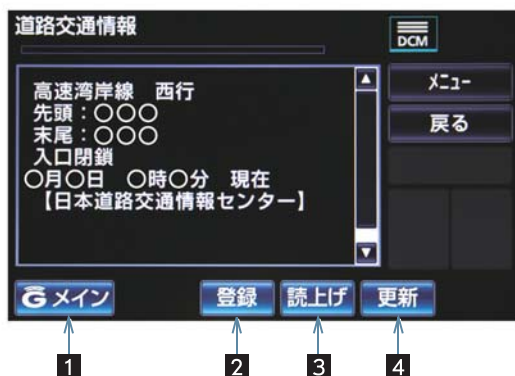 道路交通情報
DCM
高速湾岸線　西行
先頭：○○○
末尾：○○○
入口閉鎖
○月○日　○時○分　現在
【日本道路交通情報センター】
メニュー
戻る
G メイン
登録
読上げ
更新
1
2
3
4